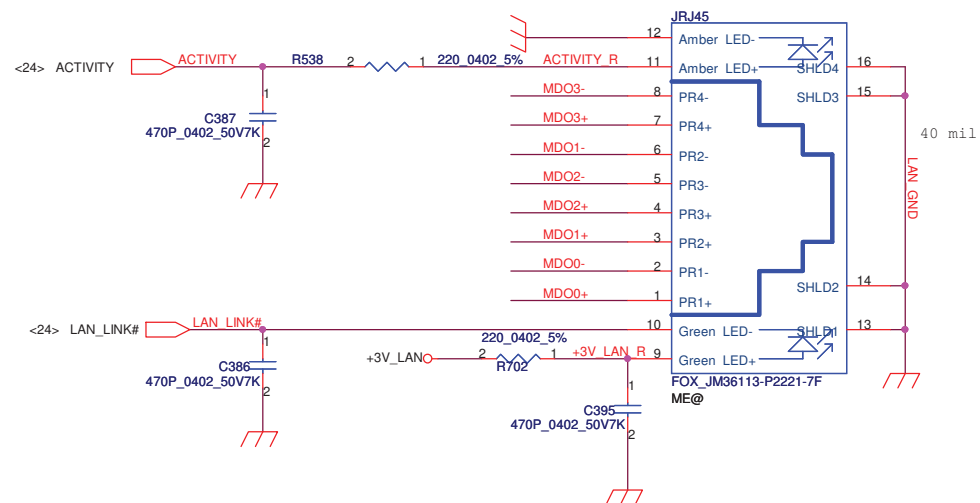 JRJ45
12 Amber LED-
<24> ACTIVITY ACTIVITY R538 2 1 220_0402_5% ACTIVITY_R 11 Amber LED+ SHLD4 16
MDO3- 8 PR4- SHLD3 15
1
C387
470P_0402_50V7K
2
MDO3+ 7 PR4+
40 mil
MDO1- 6 PR2-
MDO2- 5 PR3-
LAN_GND
MDO2+ 4 PR3+
MDO1+ 3 PR2+
MDO0- 2 PR1-
SHLD2 14
MDO0+ 1 PR1+
<24> LAN_LINK# LAN_LINK# 10 Green LED- SHLD1 13
220_0402_5%
+3V_LAN 2 1 +3V_LAN_R 9 Green LED+
R702
1
C386
470P_0402_50V7K
2
FOX_JM36113-P2221-7F
ME@
1
C395
470P_0402_50V7K
2